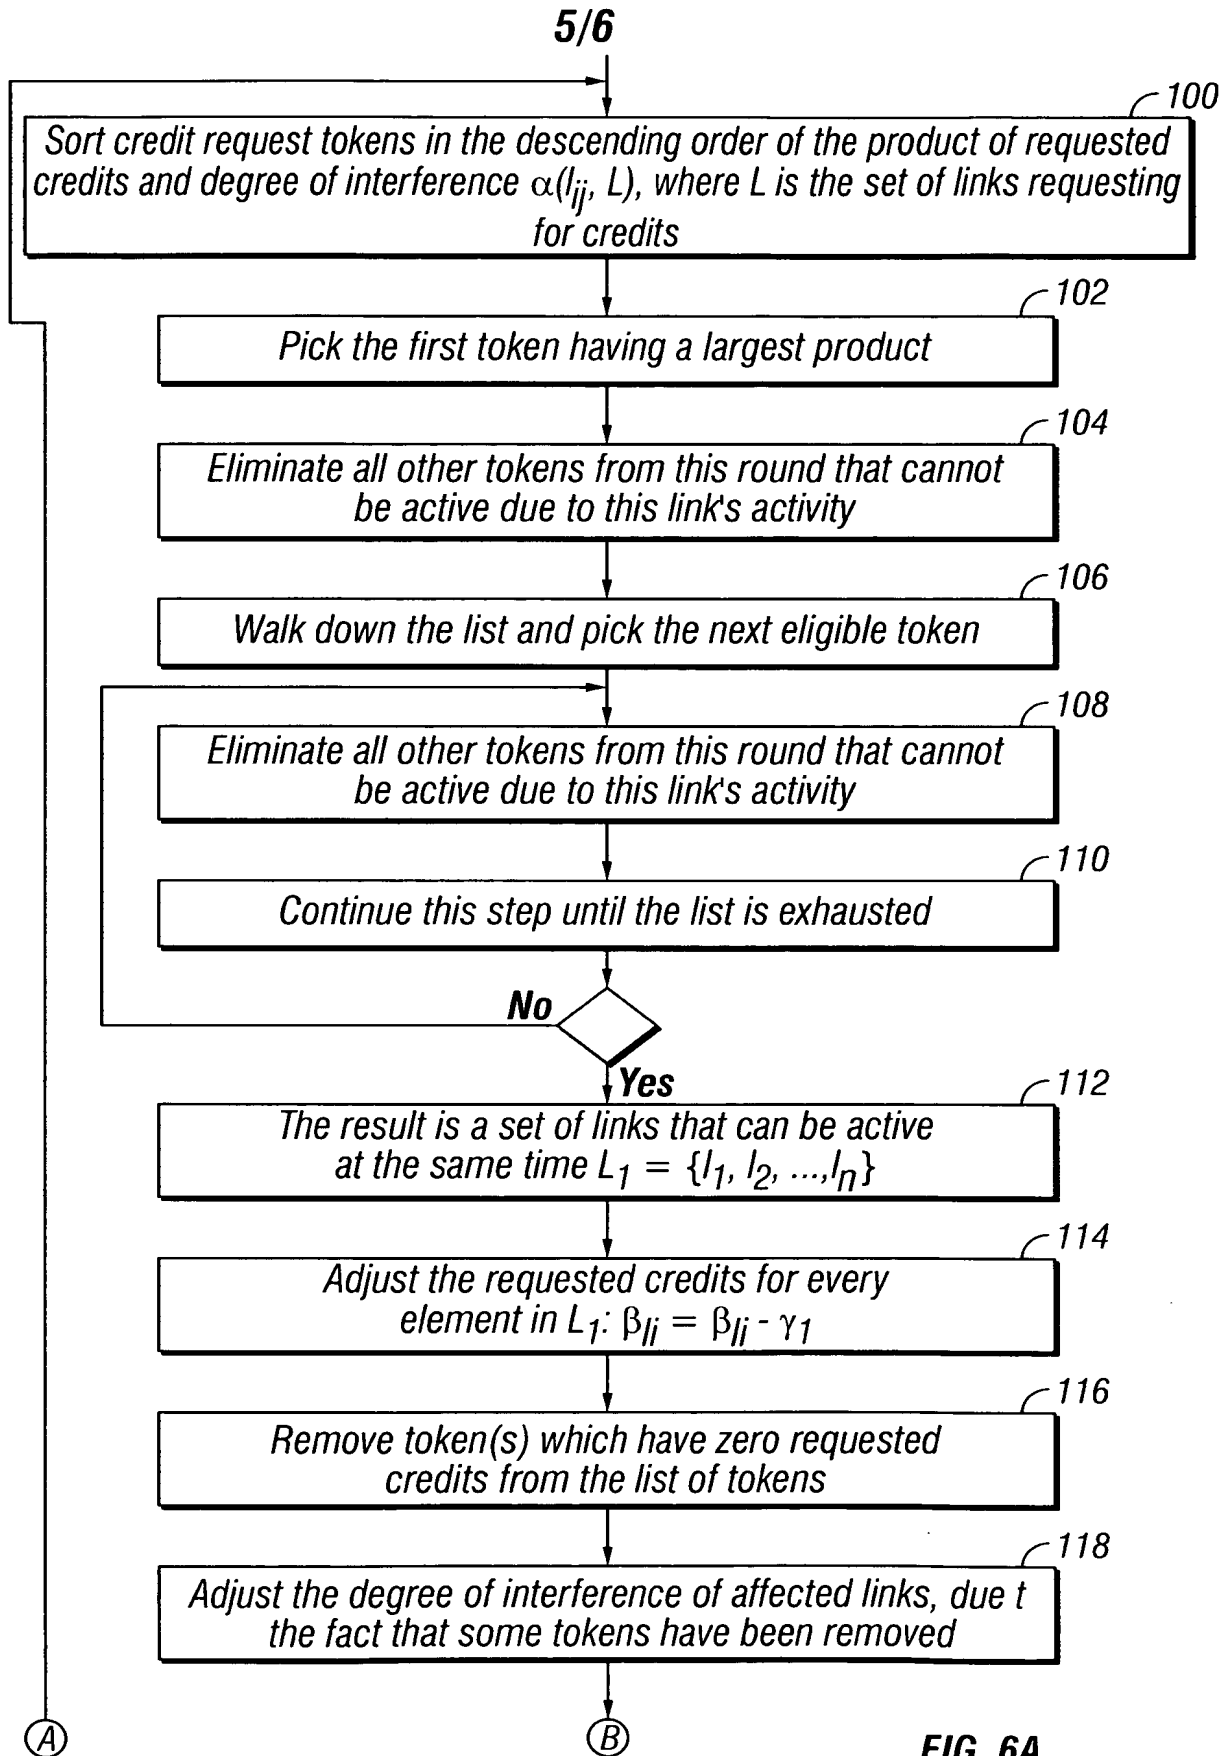 5/6
100
Sort credit request tokens in the descending order of the product of requested
credits and degree of interference α(lij, L), where L is the set of links requesting
for credits
102
Pick the first token having a largest product
104
Eliminate all other tokens from this round that cannot
be active due to this link's activity
106
Walk down the list and pick the next eligible token
108
Eliminate all other tokens from this round that cannot
be active due to this link's activity
110
Continue this step until the list is exhausted
No
Yes
112
The result is a set of links that can be active
at the same time L1 = {l1, l2, ...,ln}
114
Adjust the requested credits for every
element in L1: βli = βli - γ1
116
Remove token(s) which have zero requested
credits from the list of tokens
118
Adjust the degree of interference of affected links, due t
the fact that some tokens have been removed
A
B
FIG. 6A